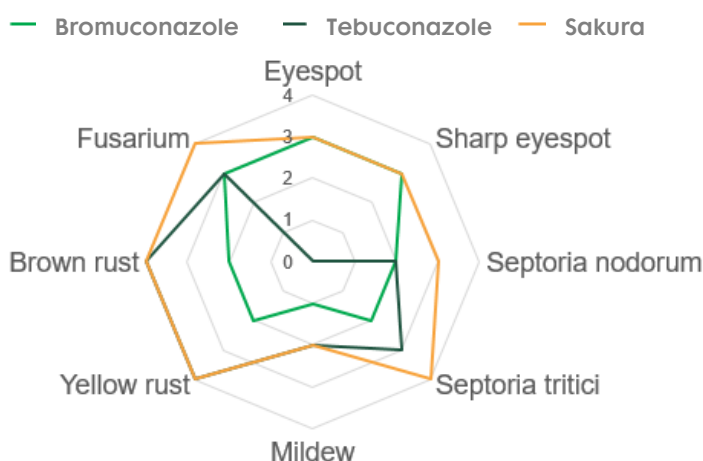 Bromuconazole Tebuconazole Sakura
Eyespot
4
Fusarium 3 Sharp eyespot
2
1
Brown rust 0 Septoria nodorum
Yellow rust Septoria tritici
Mildew